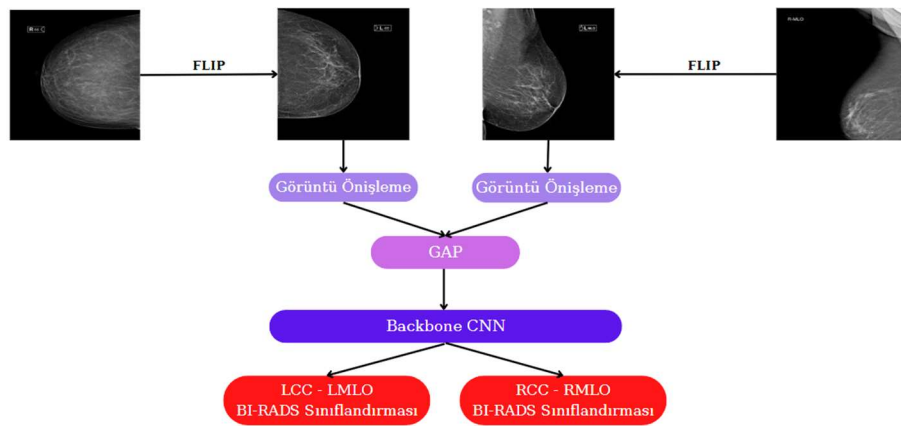 R-MLO
FLIP
FLIP
Görüntü Önişleme
Görüntü Önişleme
GAP
Backbone CNN
LCC - LMLO
BI-RADS Sınıflandırması
RCC - RMLO
BI-RADS Sınıflandırması